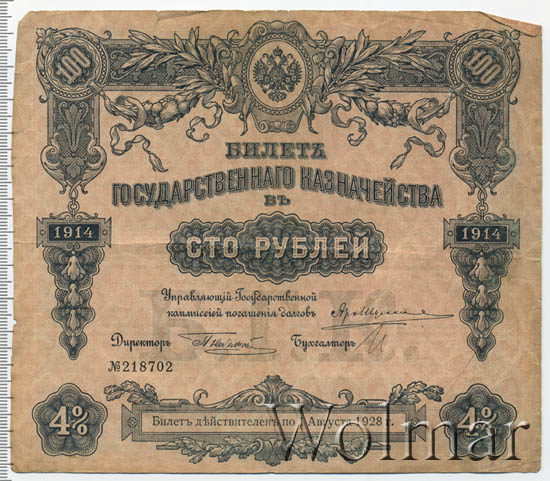 100 100
БИЛЕТЪ
ГОСУДАРСТВЕННАГО КАЗНАЧЕЙСТВА
ВЪ
1914 СТО РУБЛЕЙ 1914
Управляющій Государственной
коммиссіей погашенія долговъ
Директоръ Бухгалтеръ
№218702
4% Билетъ дѣйствителенъ по 1 Августа 1928 г. 4%
Wolmar